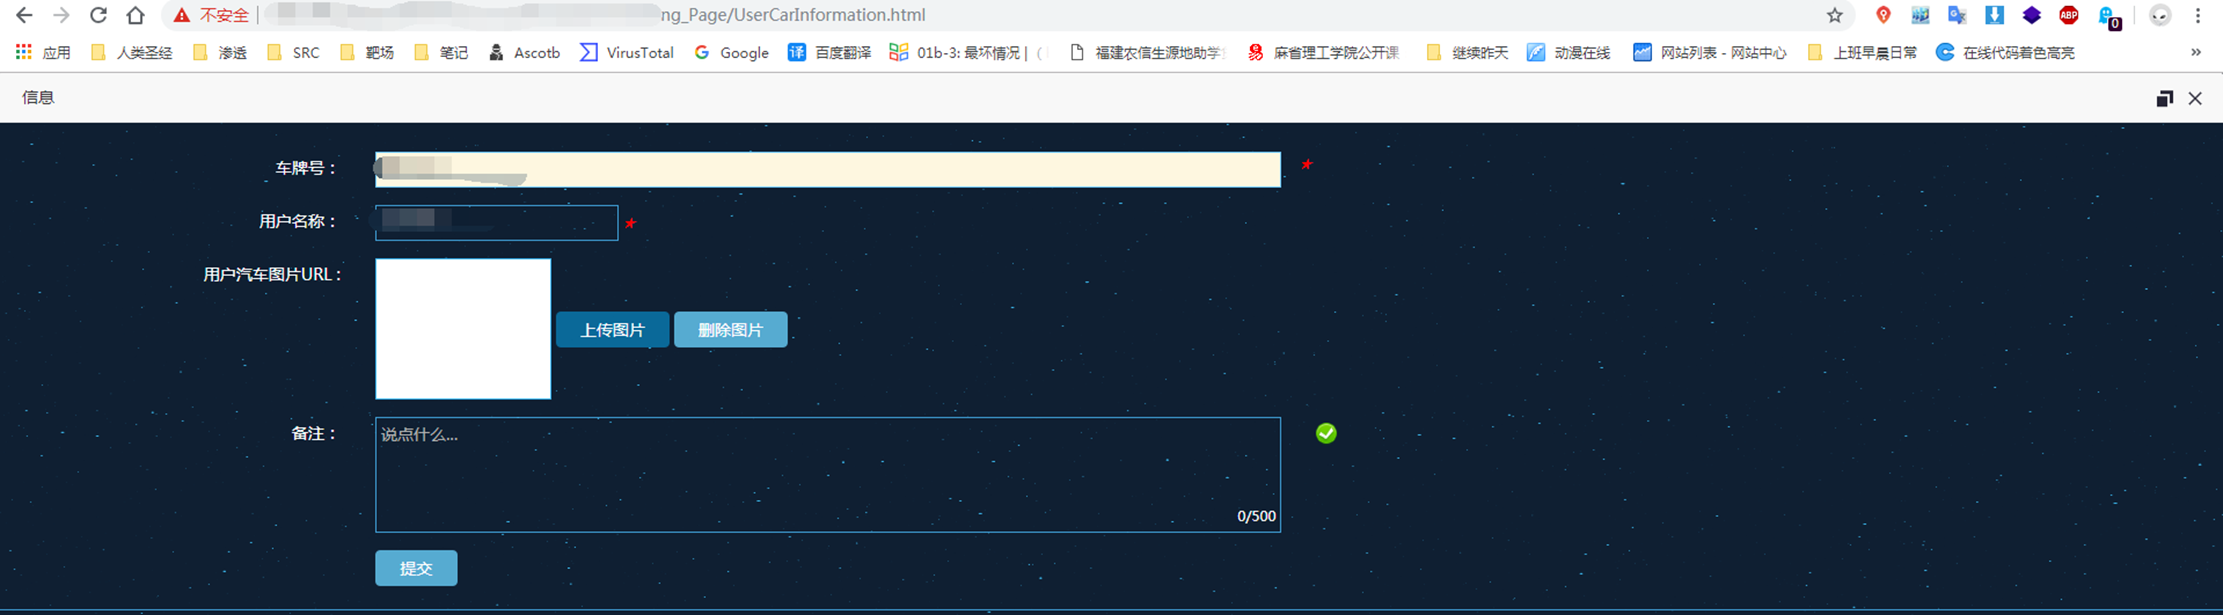 不安全 ng_Page/UserCarInformation.html ABP 0
应用 人类圣经 渗透 SRC 靶场 笔记 Ascotb VirusTotal Google 译 百度翻译 01b-3: 最坏情况 | ( 福建农信生源地助学 麻省理工学院公开课 继续昨天 动漫在线 网站列表 - 网站中心 上班早晨日常 在线代码着色高亮 »
信息
车牌号： *
用户名称： *
用户汽车图片URL：
上传图片 删除图片
备注： 说点什么...
0/500
提交